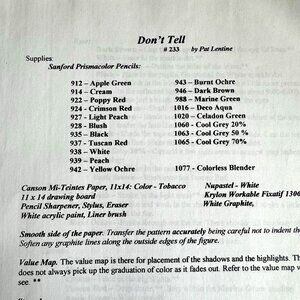 Don't Tell
# 233 by Pat Lentine
Supplies:
Sanford Prismacolor Pencils:
912 – Apple Green 943 – Burnt Ochre
914 – Cream 946 – Dark Brown
922 – Poppy Red 988 – Marine Green
924 – Crimson Red 1016 – Deco Aqua
927 – Light Peach 1020 – Celadon Green
928 – Blush 1060 – Cool Grey 20%
935 – Black 1063 – Cool Grey 50 %
937 – Tuscan Red 1065 – Cool Grey 70%
938 – White
939 – Peach
942 – Yellow Ochre 1077 – Colorless Blender
Canson Mi-Teintes Paper, 11x14: Color - Tobacco Nupastel - White
11 x 14 drawing board Krylon Workable Fixatif 1306
Pencil Sharpener, Stylus, Eraser White Graphite,
White acrylic paint, Liner brush
Smooth side of the paper. Transfer the pattern accurately being careful not to indent the
Soften any graphite lines along the outside edges of the figure.
Value Map. The value map is there for placement of the shadows and the highlights. Th
does not always pick up the graduation of color as it fades out. Refer to the value map w
see. **